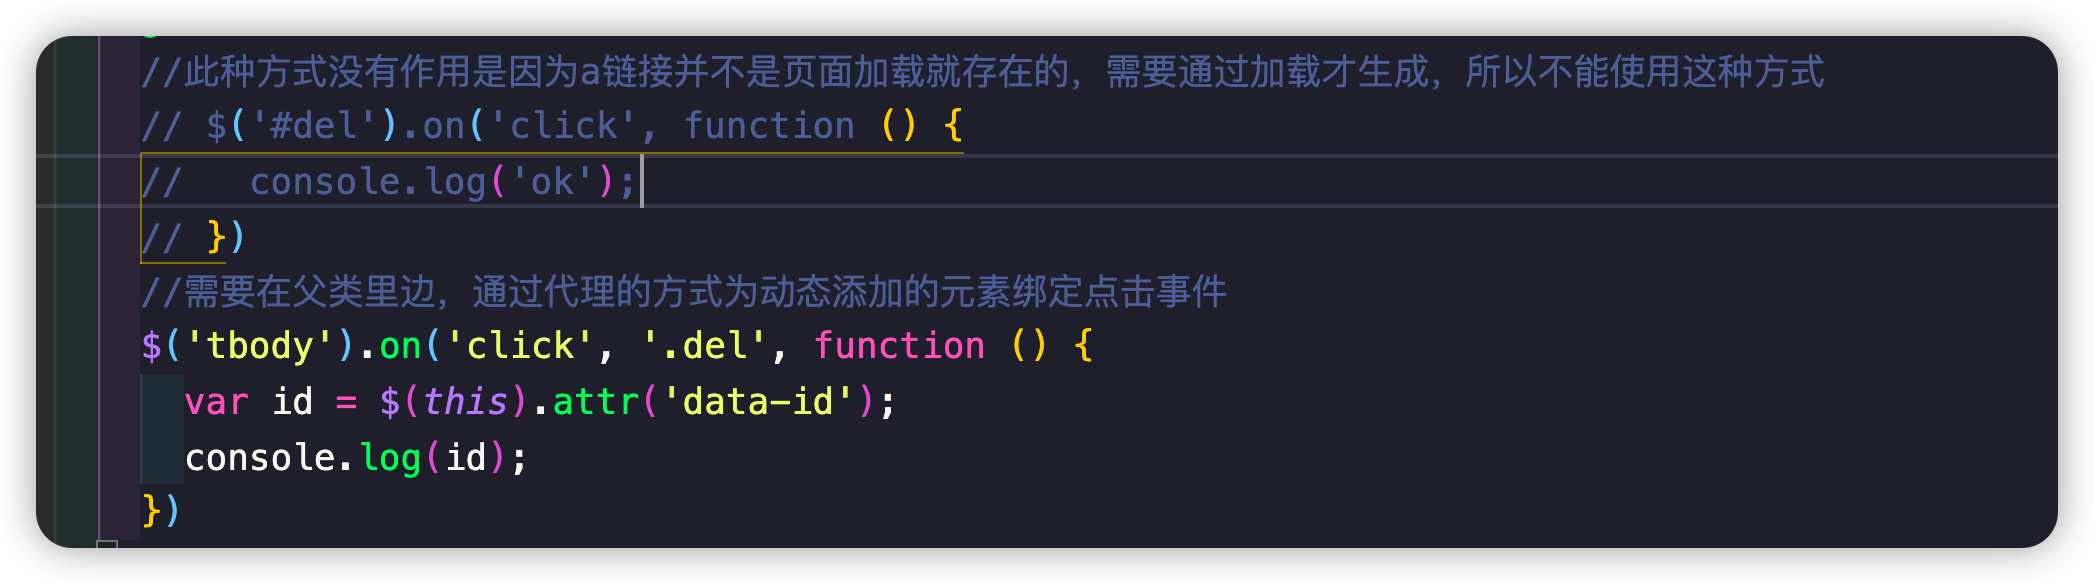 //此种方式没有作用是因为a链接并不是页面加载就存在的，需要通过加载才生成，所以不能使用这种方式
// $('#del').on('click', function () {
//   console.log('ok');
// })
//需要在父类里边，通过代理的方式为动态添加的元素绑定点击事件
$('tbody').on('click', '.del', function () {
  var id = $(this).attr('data-id');
  console.log(id);
})